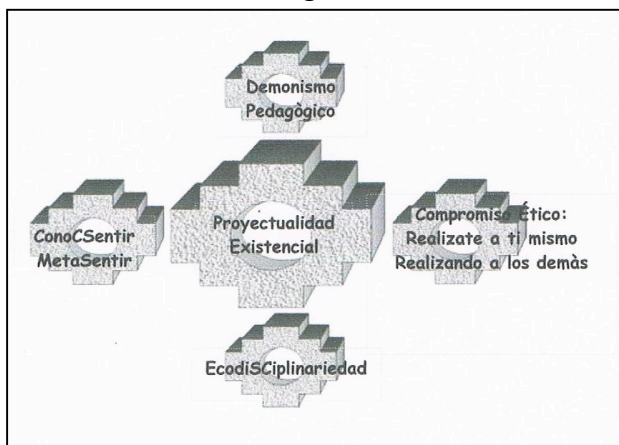 Demonismo
Pedagògico
ConoCSentir
MetaSentir
Proyectualidad
Existencial
Compromiso Ético:
Realizate a ti mismo
Realizando a los demàs
EcodiSCiplinariedad